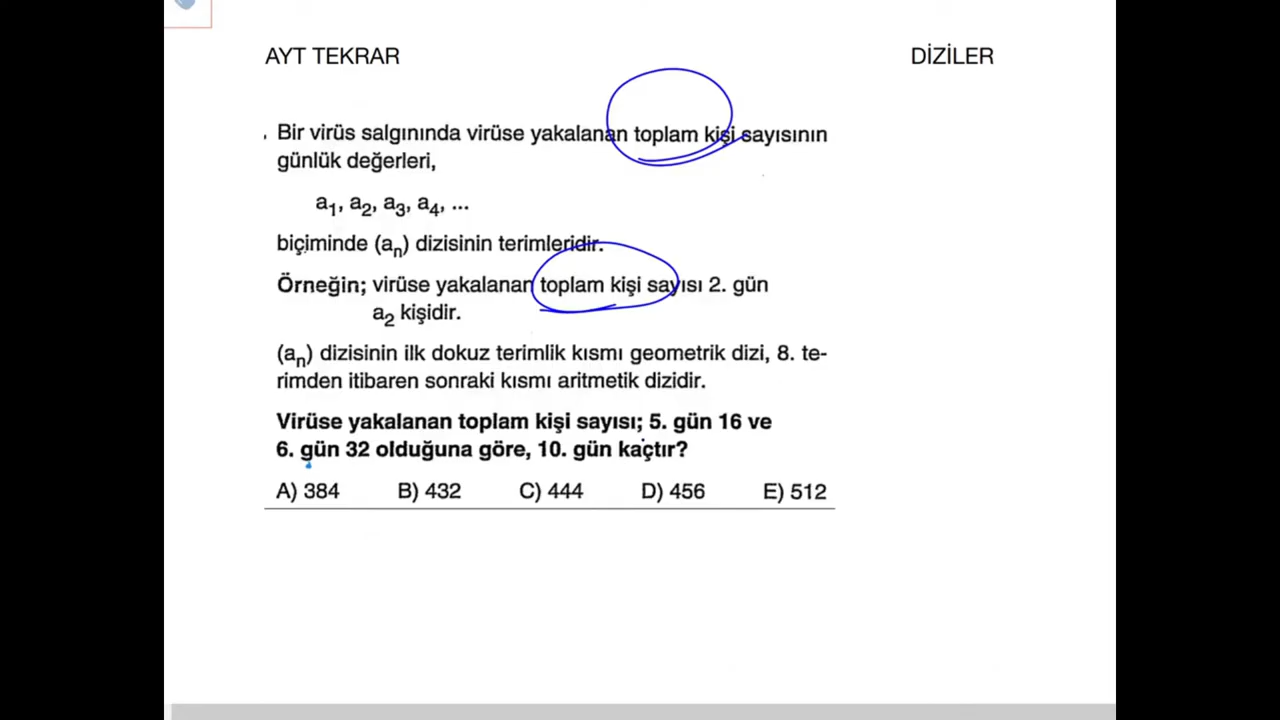 AYT TEKRAR
DİZİLER
Bir virüs salgınında virüse yakalanan toplam kişi sayısının
günlük değerleri,
a₁, a₂, a₃, a₄, ...
biçiminde (aₙ) dizisinin terimleridir.
Örneğin; virüse yakalanan toplam kişi sayısı 2. gün
a₂ kişidir.
(aₙ) dizisinin ilk dokuz terimlik kısmı geometrik dizi, 8. te-
rimden itibaren sonraki kısmı aritmetik dizidir.
Virüse yakalanan toplam kişi sayısı; 5. gün 16 ve
6. gün 32 olduğuna göre, 10. gün kaçtır?
A) 384 B) 432 C) 444 D) 456 E) 512